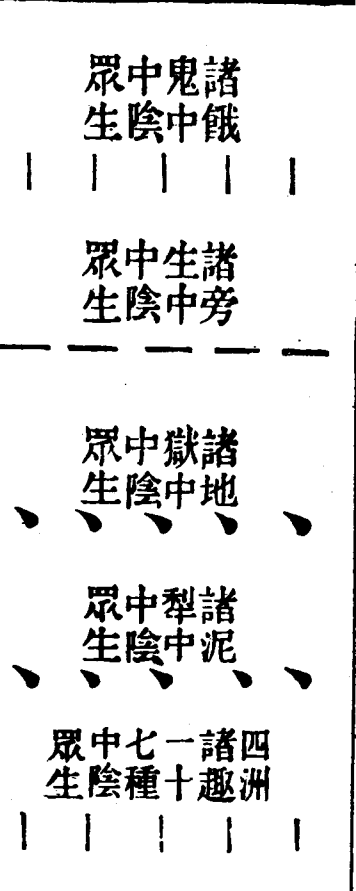 諸餓鬼中中陰眾生
諸旁生中中陰眾生
諸地獄中中陰眾生
諸泥犁中中陰眾生
四洲諸趣一十七種中陰眾生